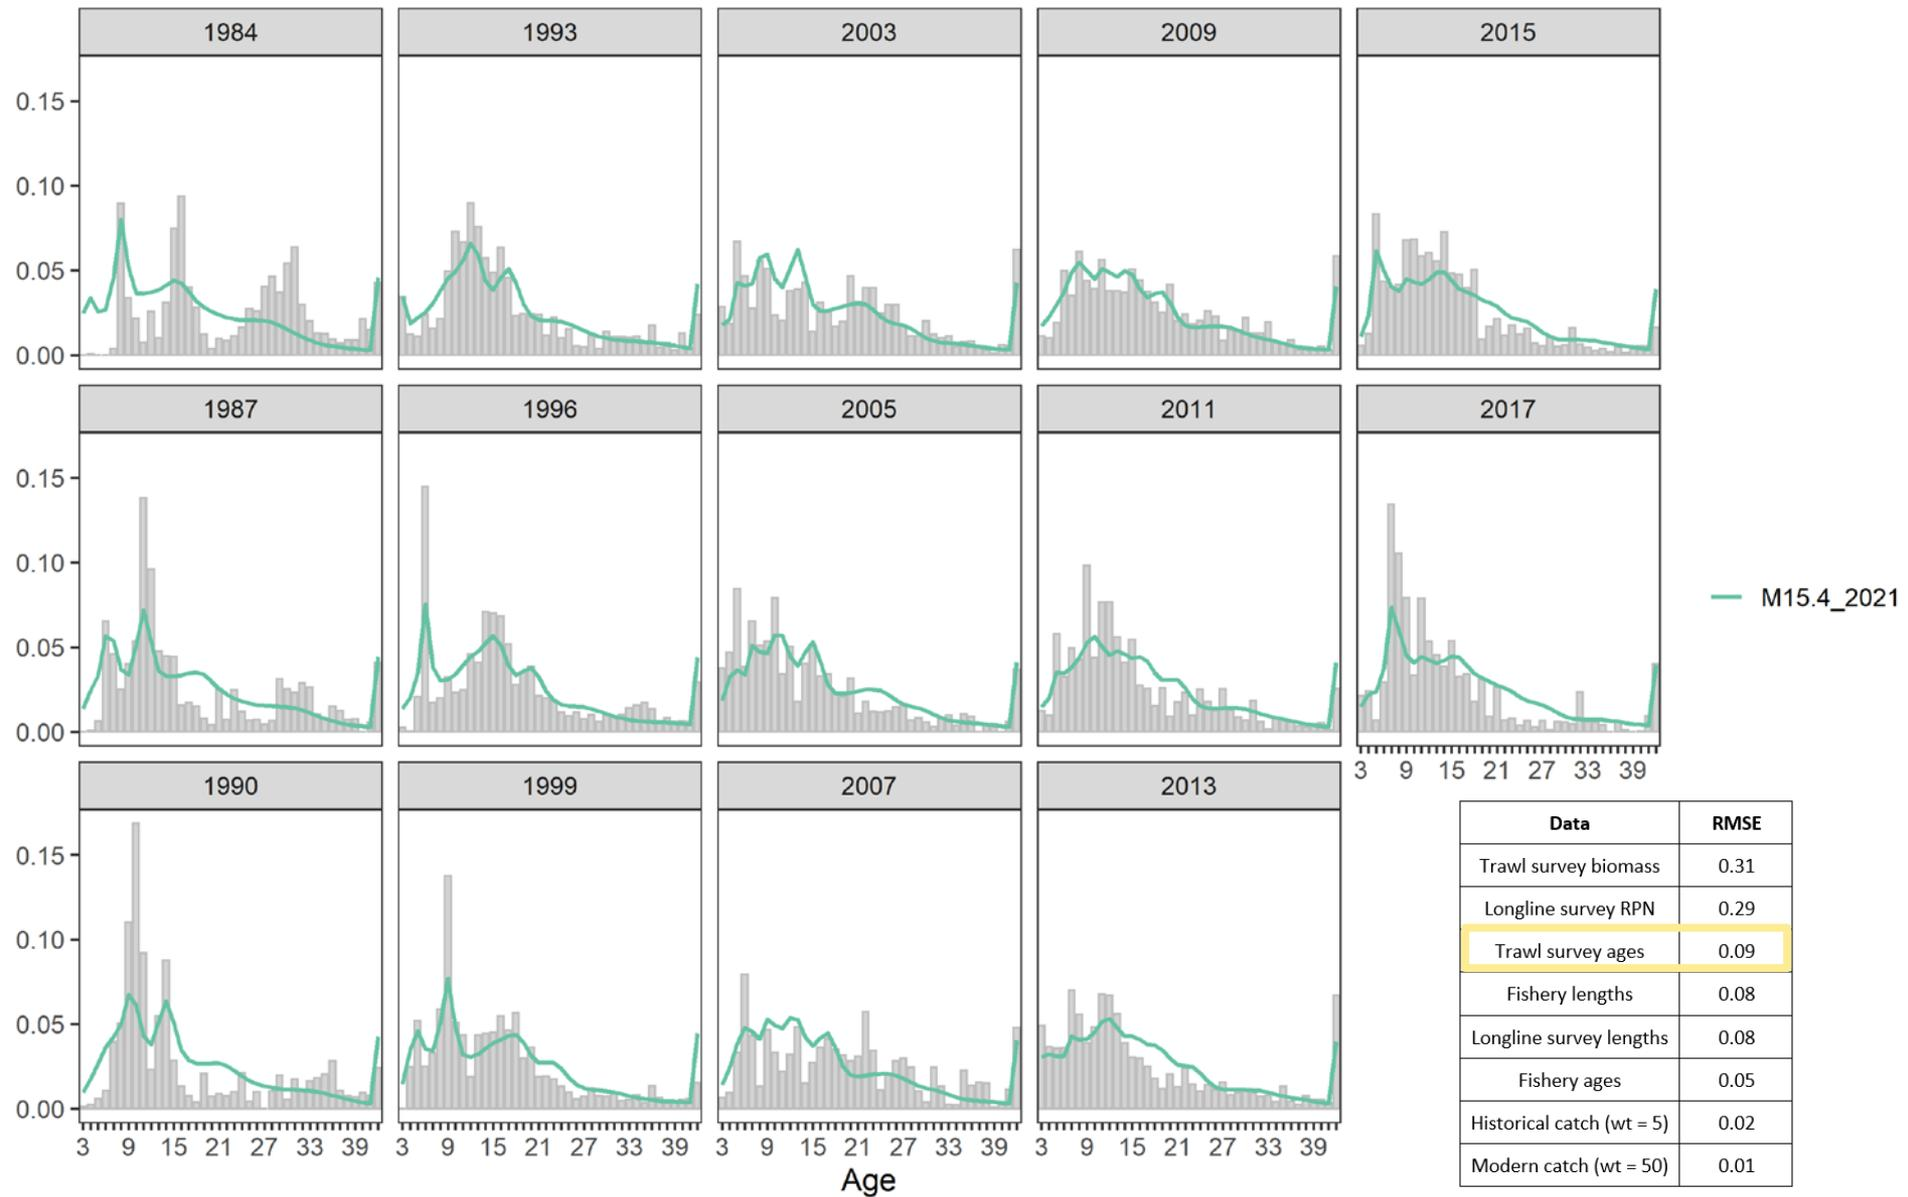 1984 1993 2003 2009 2015
0.15
0.10
0.05
0.00
1987 1996 2005 2011 2017
0.15
0.10
0.05
0.00
3 9 15 21 27 33 39
M15.4_2021
1990 1999 2007 2013
0.15
0.10
0.05
0.00
3 9 15 21 27 33 39 3 9 15 21 27 33 39 3 9 15 21 27 33 39 3 9 15 21 27 33 39
Age
Data RMSE
Trawl survey biomass 0.31
Longline survey RPN 0.29
Trawl survey ages 0.09
Fishery lengths 0.08
Longline survey lengths 0.08
Fishery ages 0.05
Historical catch (wt = 5) 0.02
Modern catch (wt = 50) 0.01